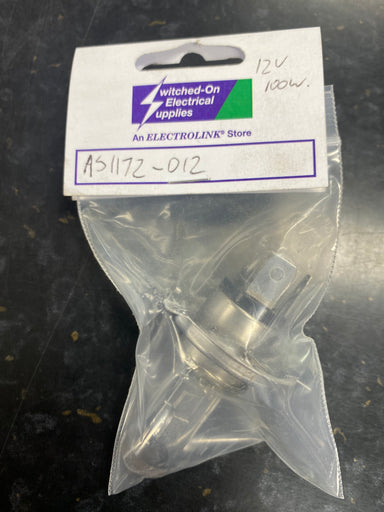 12V
100W.
Switched-On
Electrical
Supplies
An ELECTROLINK® Store
AS1172-012